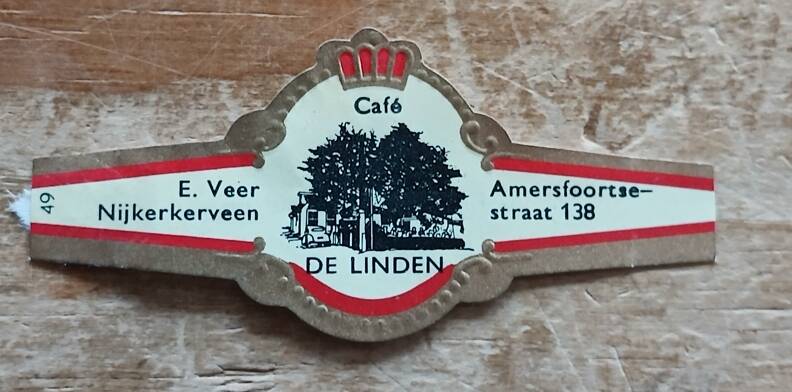 49
E. Veer
Nijkerkerveen
Café
DE LINDEN
Amersfoortse-
straat 138